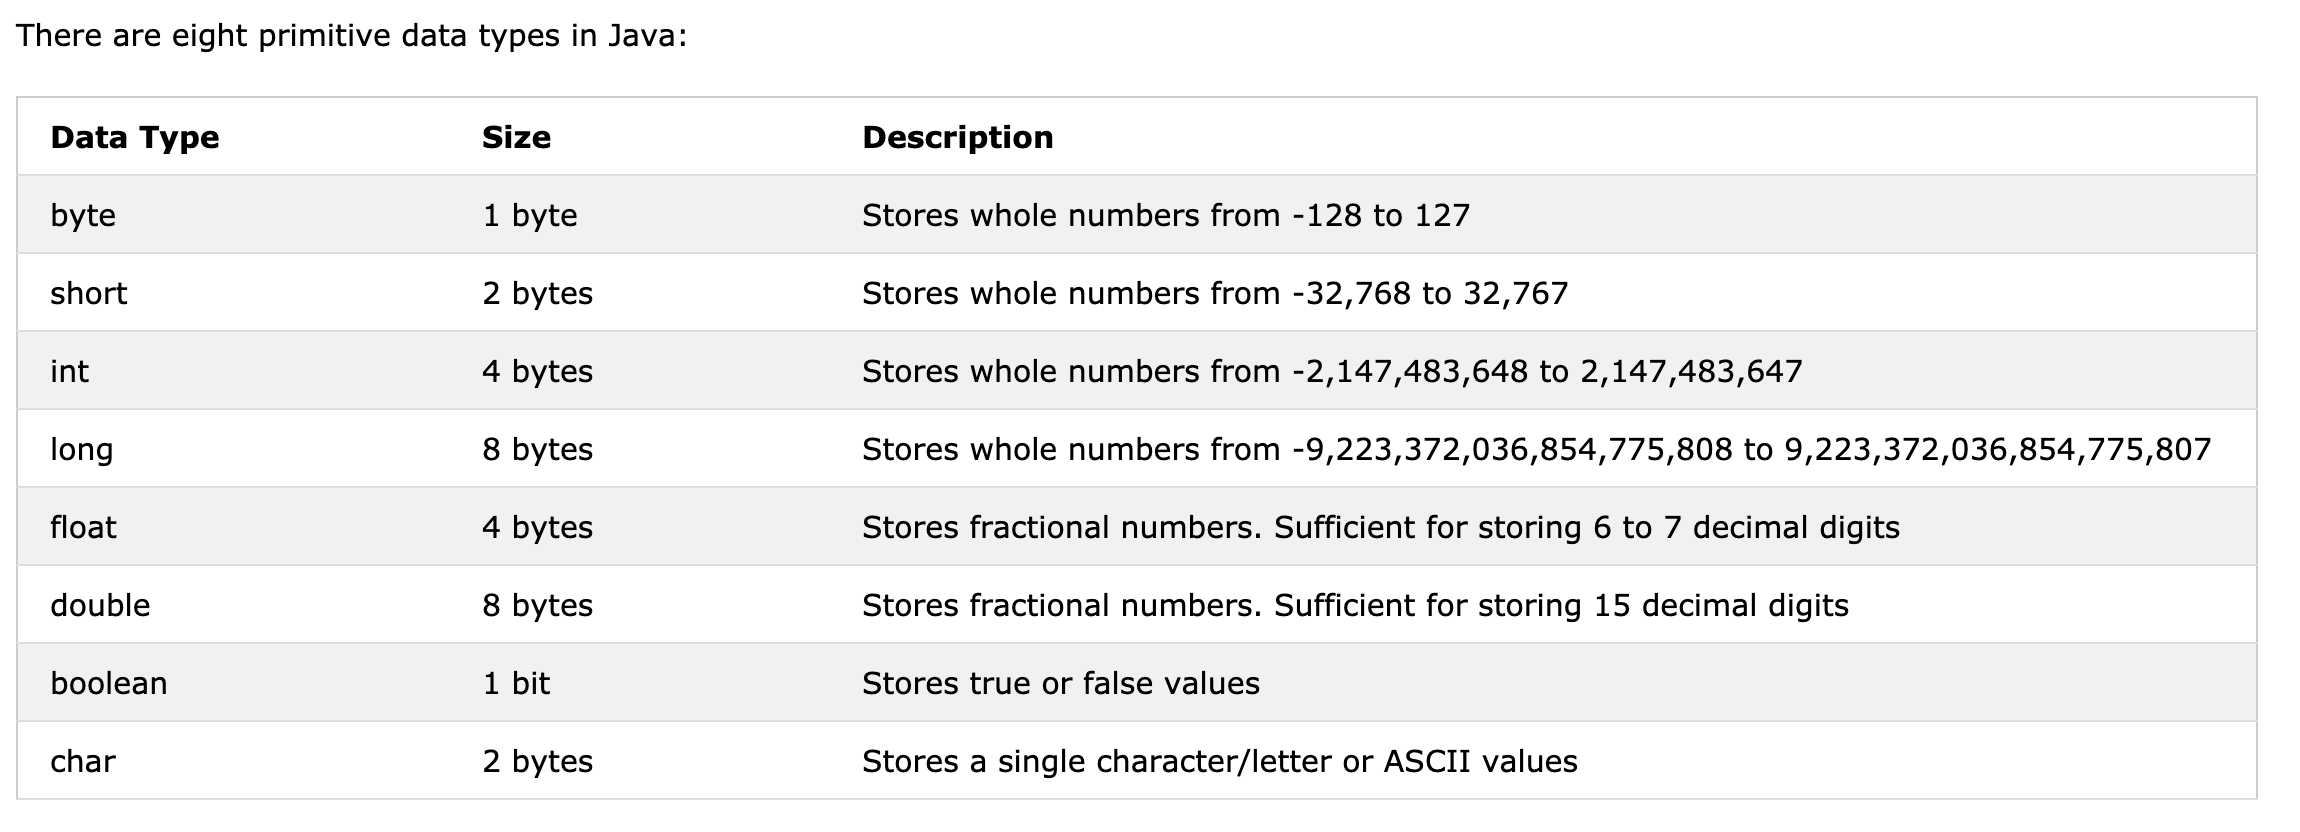 There are eight primitive data types in Java:
Data Type Size Description
byte 1 byte Stores whole numbers from -128 to 127
short 2 bytes Stores whole numbers from -32,768 to 32,767
int 4 bytes Stores whole numbers from -2,147,483,648 to 2,147,483,647
long 8 bytes Stores whole numbers from -9,223,372,036,854,775,808 to 9,223,372,036,854,775,807
float 4 bytes Stores fractional numbers. Sufficient for storing 6 to 7 decimal digits
double 8 bytes Stores fractional numbers. Sufficient for storing 15 decimal digits
boolean 1 bit Stores true or false values
char 2 bytes Stores a single character/letter or ASCII values